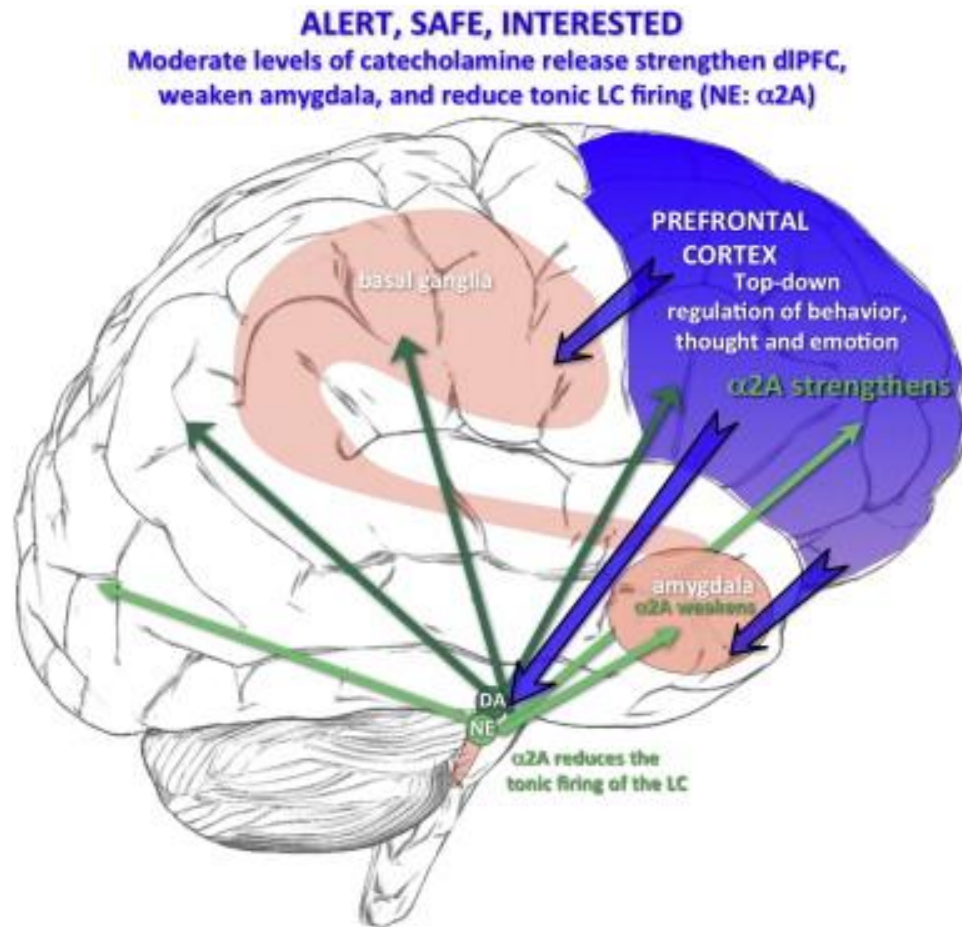 ALERT, SAFE, INTERESTED
Moderate levels of catecholamine release strengthen dlPFC,
weaken amygdala, and reduce tonic LC firing (NE: α2A)
PREFRONTAL
CORTEX
Top-down
regulation of behavior,
thought and emotion
α2A strengthens
basal ganglia
amygdala
α2A weakens
DA
NE
α2A reduces the
tonic firing of the LC